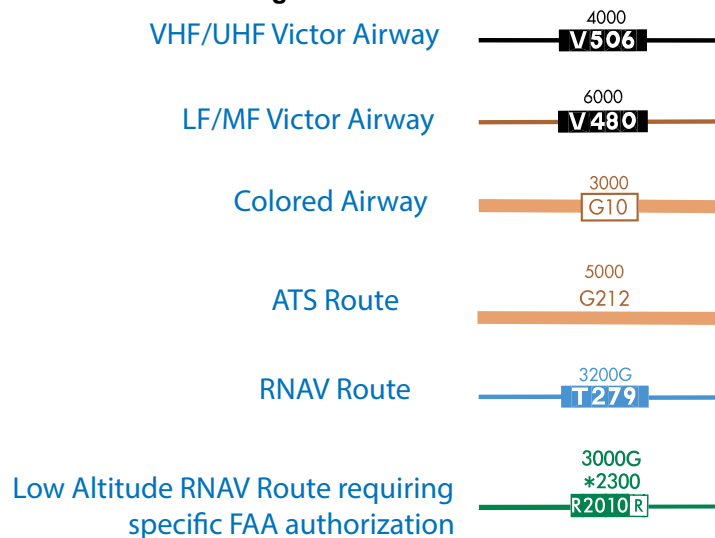 VHF/UHF Victor Airway
4000
V506
LF/MF Victor Airway
6000
V480
Colored Airway
3000
G10
ATS Route
5000
G212
RNAV Route
3200G
T279
Low Altitude RNAV Route requiring
specific FAA authorization
3000G
*2300
R2010 R